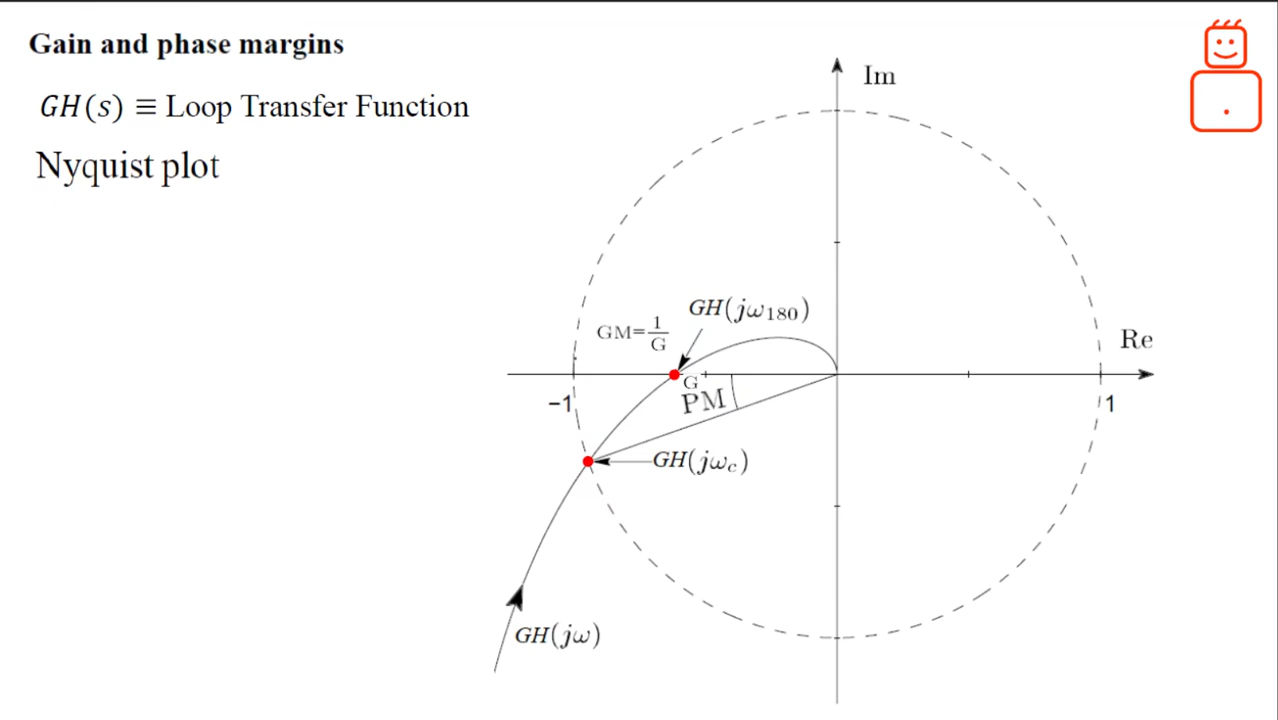 Gain and phase margins
GH(s) ≡ Loop Transfer Function
Nyquist plot
Im
GH(jω₁₈₀)
GM=1/G
Re
G
PM
−1
1
GH(jω_c)
GH(jω)